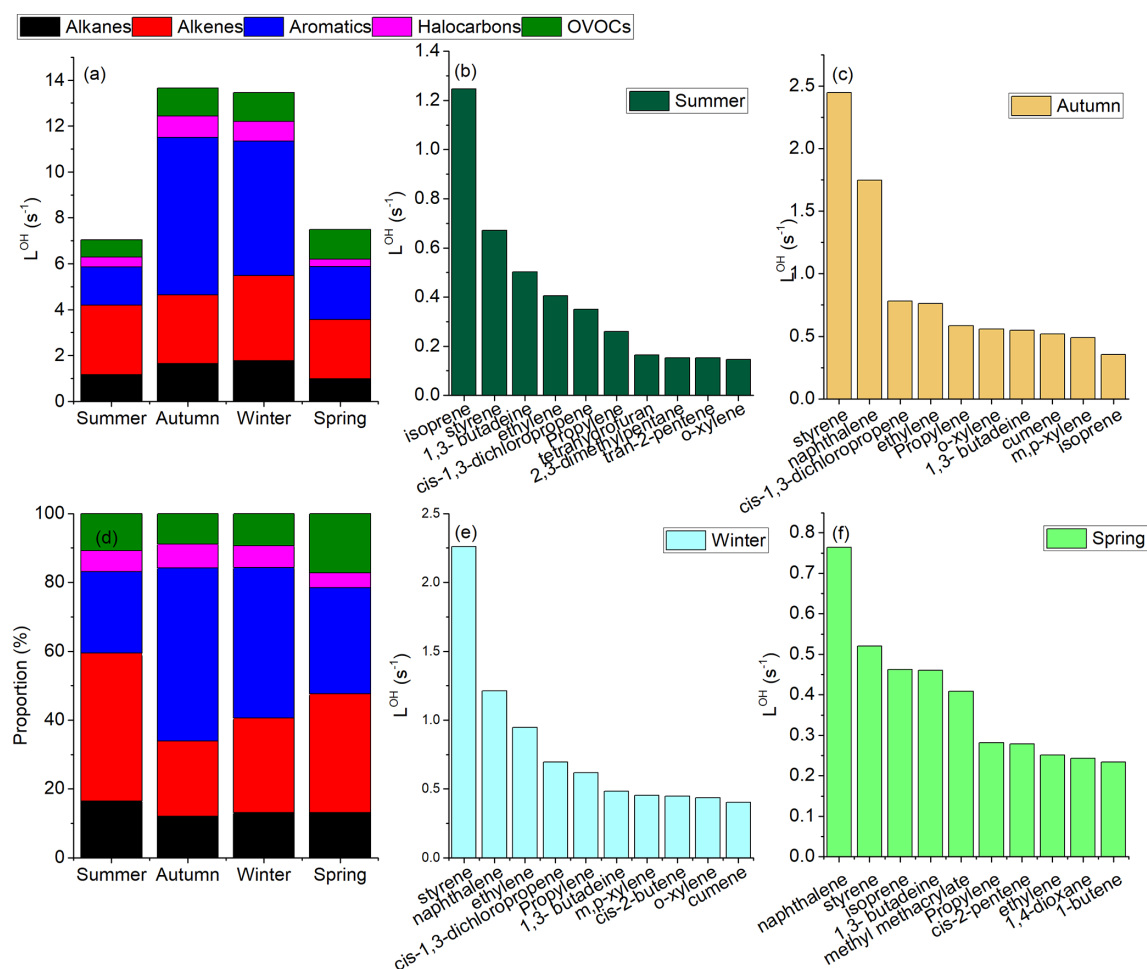 Alkanes Alkenes Aromatics Halocarbons OVOCs
(a)
L^OH (s^-1)
14
12
10
8
6
4
2
0
Summer Autumn Winter Spring
(b)
Summer
L^OH (s^-1)
1.4
1.2
1.0
0.8
0.6
0.4
0.2
0.0
isoprene
styrene
1,3- butadeine
ethylene
cis-1,3-dichloropropene
Propylene
tetrahydrofuran
2,3-dimethylpentane
tran-2-pentene
o-xylene
(c)
Autumn
L^OH (s^-1)
2.5
2.0
1.5
1.0
0.5
0.0
styrene
naphthalene
cis-1,3-dichloropropene
ethylene
Propylene
o-xylene
1,3- butadeine
cumene
m,p-xylene
isoprene
(d)
Proportion (%)
100
80
60
40
20
0
Summer Autumn Winter Spring
(e)
Winter
L^OH (s^-1)
2.5
2.0
1.5
1.0
0.5
0.0
styrene
naphthalene
ethylene
cis-1,3-dichloropropene
Propylene
1,3- butadeine
m,p-xylene
cis-2-butene
o-xylene
cumene
(f)
Spring
L^OH (s^-1)
0.8
0.7
0.6
0.5
0.4
0.3
0.2
0.1
0.0
naphthalene
styrene
isoprene
1,3- butadeine
methyl methacylate
Propylene
cis-2-pentene
ethylene
1,4-dioxane
1-butene